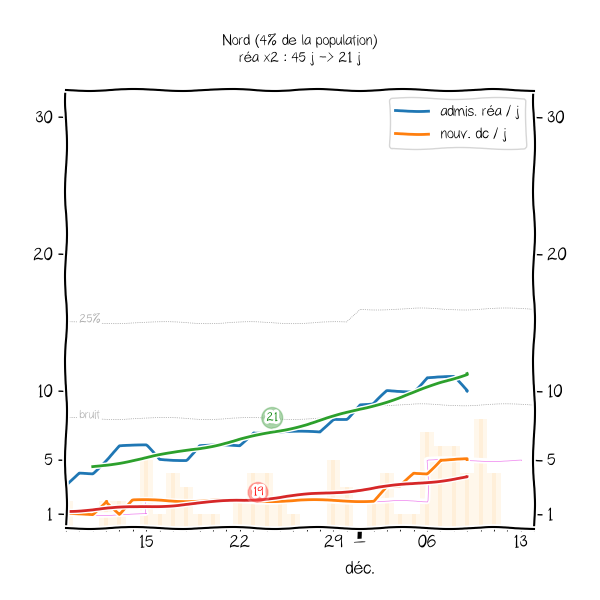 Nord (4% de la population)
réa x2 : 45 j -> 21 j
admis. réa / j
nouv. dc / j
30 30
20 20
25%
10 10
bruit
21
5 5
19
1 1
15 22 29 06 13
déc.